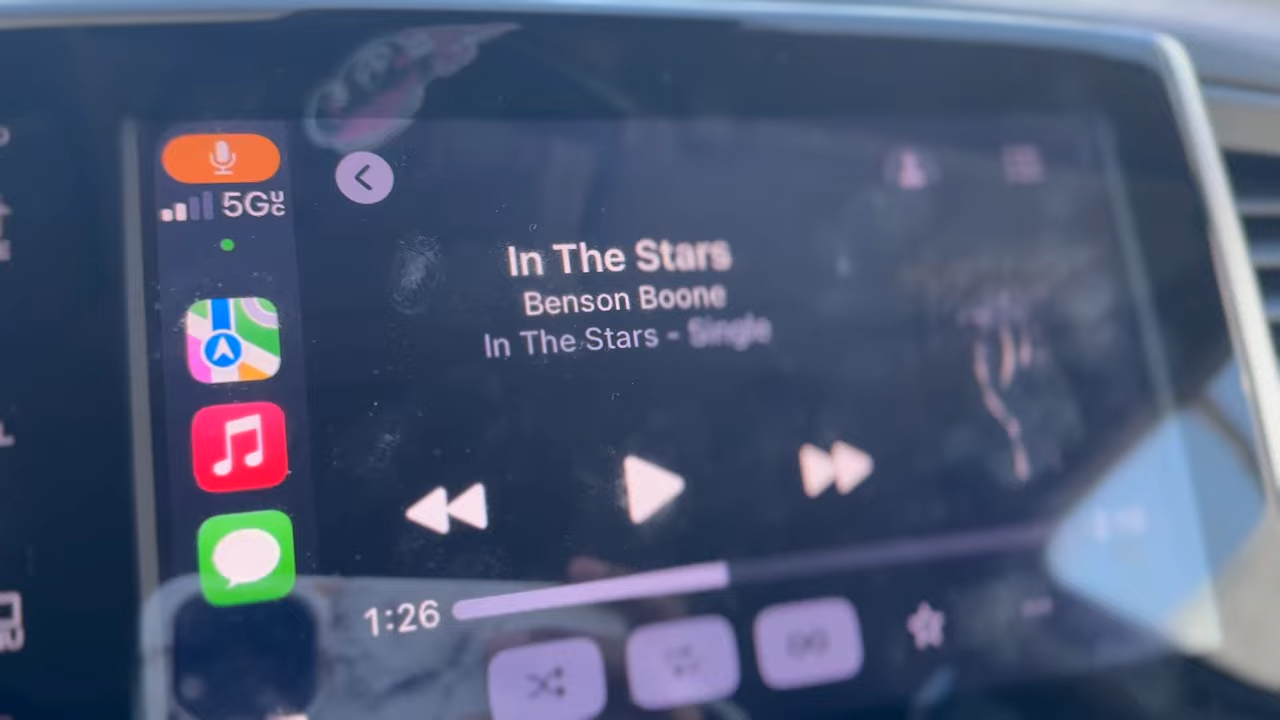 5G UC
In The Stars
Benson Boone
In The Stars - Single
1:26